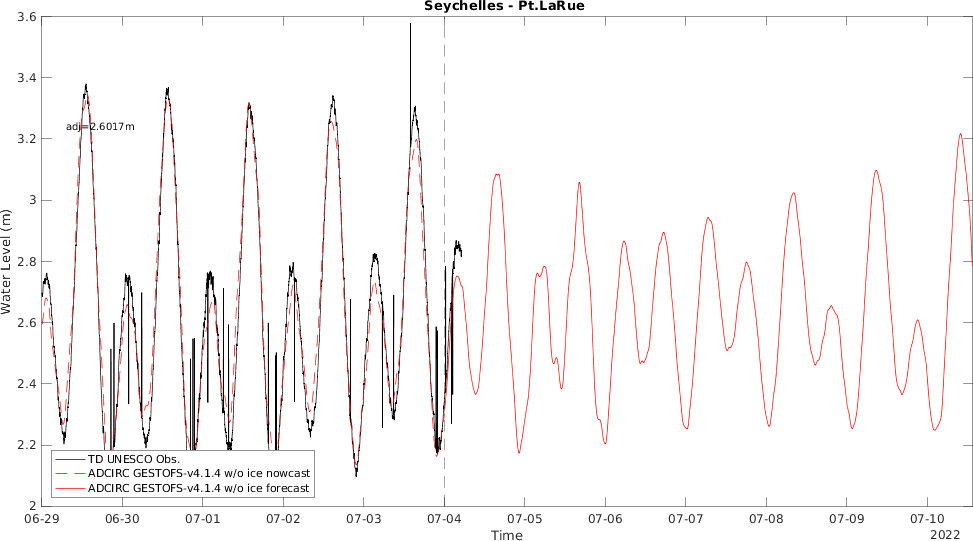 Seychelles - Pt.LaRue
3.6
3.4
3.2
3
2.8
2.6
2.4
2.2
2
Water Level (m)
adj=2.6017m
TD UNESCO Obs.
ADCIRC GESTOFS-v4.1.4 w/o ice nowcast
ADCIRC GESTOFS-v4.1.4 w/o ice forecast
06-29 06-30 07-01 07-02 07-03 07-04 07-05 07-06 07-07 07-08 07-09 07-10
Time
2022